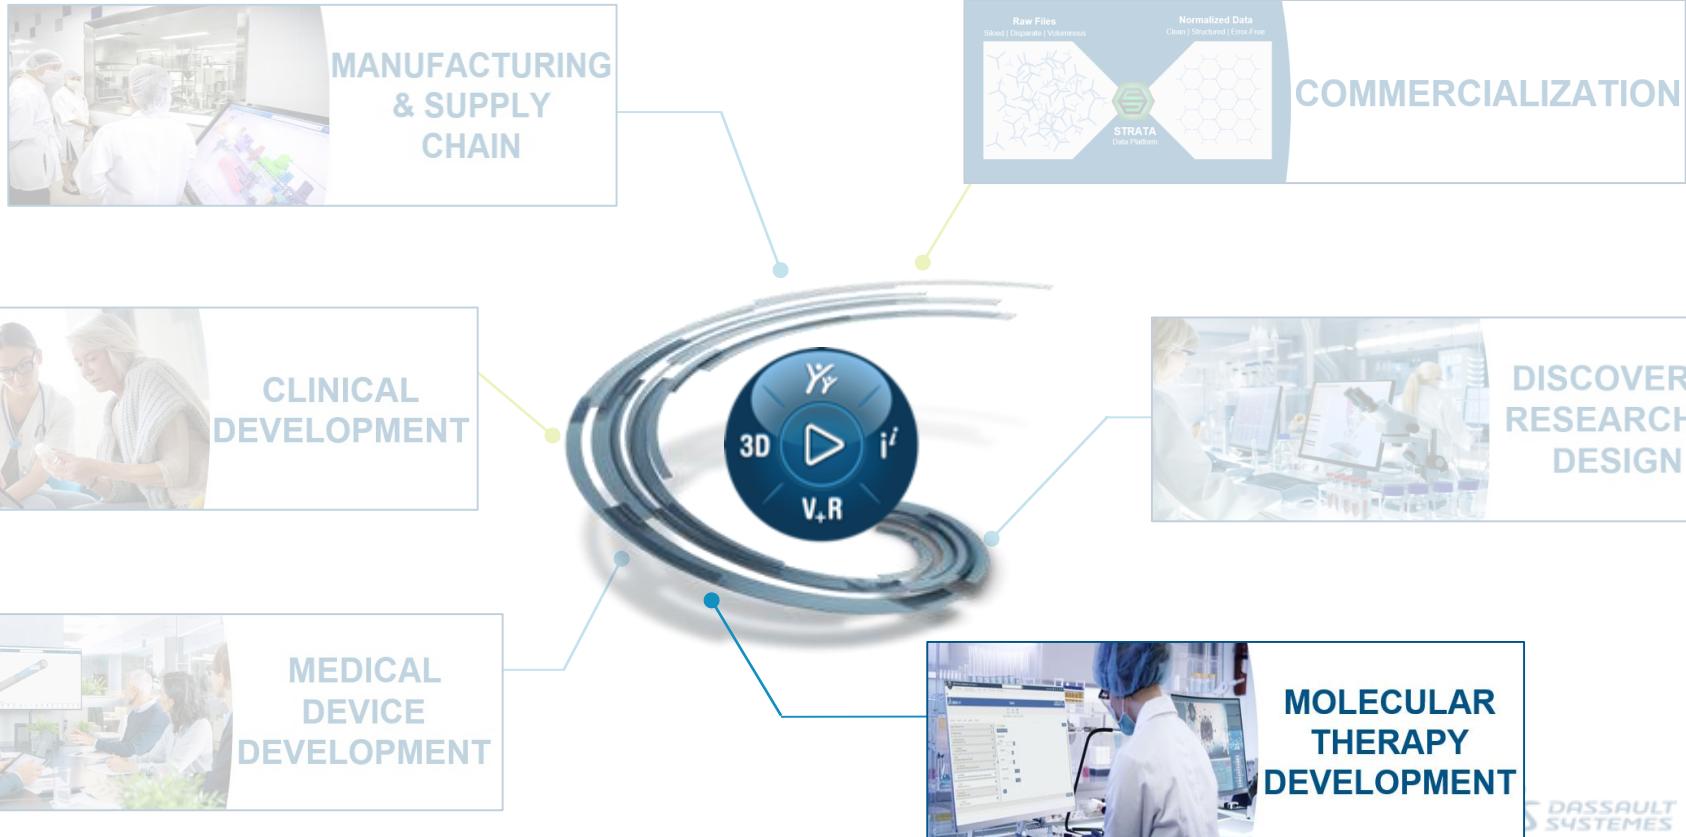 MANUFACTURING
& SUPPLY
CHAIN
Raw Files
Siloed | Disparate | Voluminous
Normalized Data
Clean | Structured | Error-Free
STRATA
Data Platform
COMMERCIALIZATION
CLINICAL
DEVELOPMENT
3D
V+R
DISCOVER
RESEARCH
DESIGN
MEDICAL
DEVICE
DEVELOPMENT
MOLECULAR
THERAPY
DEVELOPMENT
DASSAULT
SYSTEMES